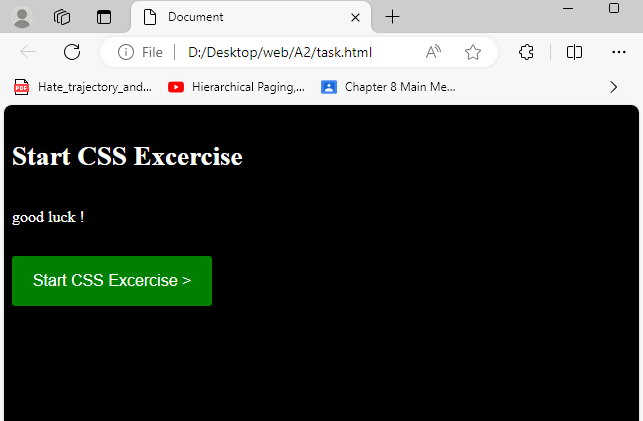 Document
File
D:/Desktop/web/A2/task.html
Hate_trajectory_and...
Hierarchical Paging,...
Chapter 8 Main Me...
Start CSS Excercise
good luck !
Start CSS Excercise >